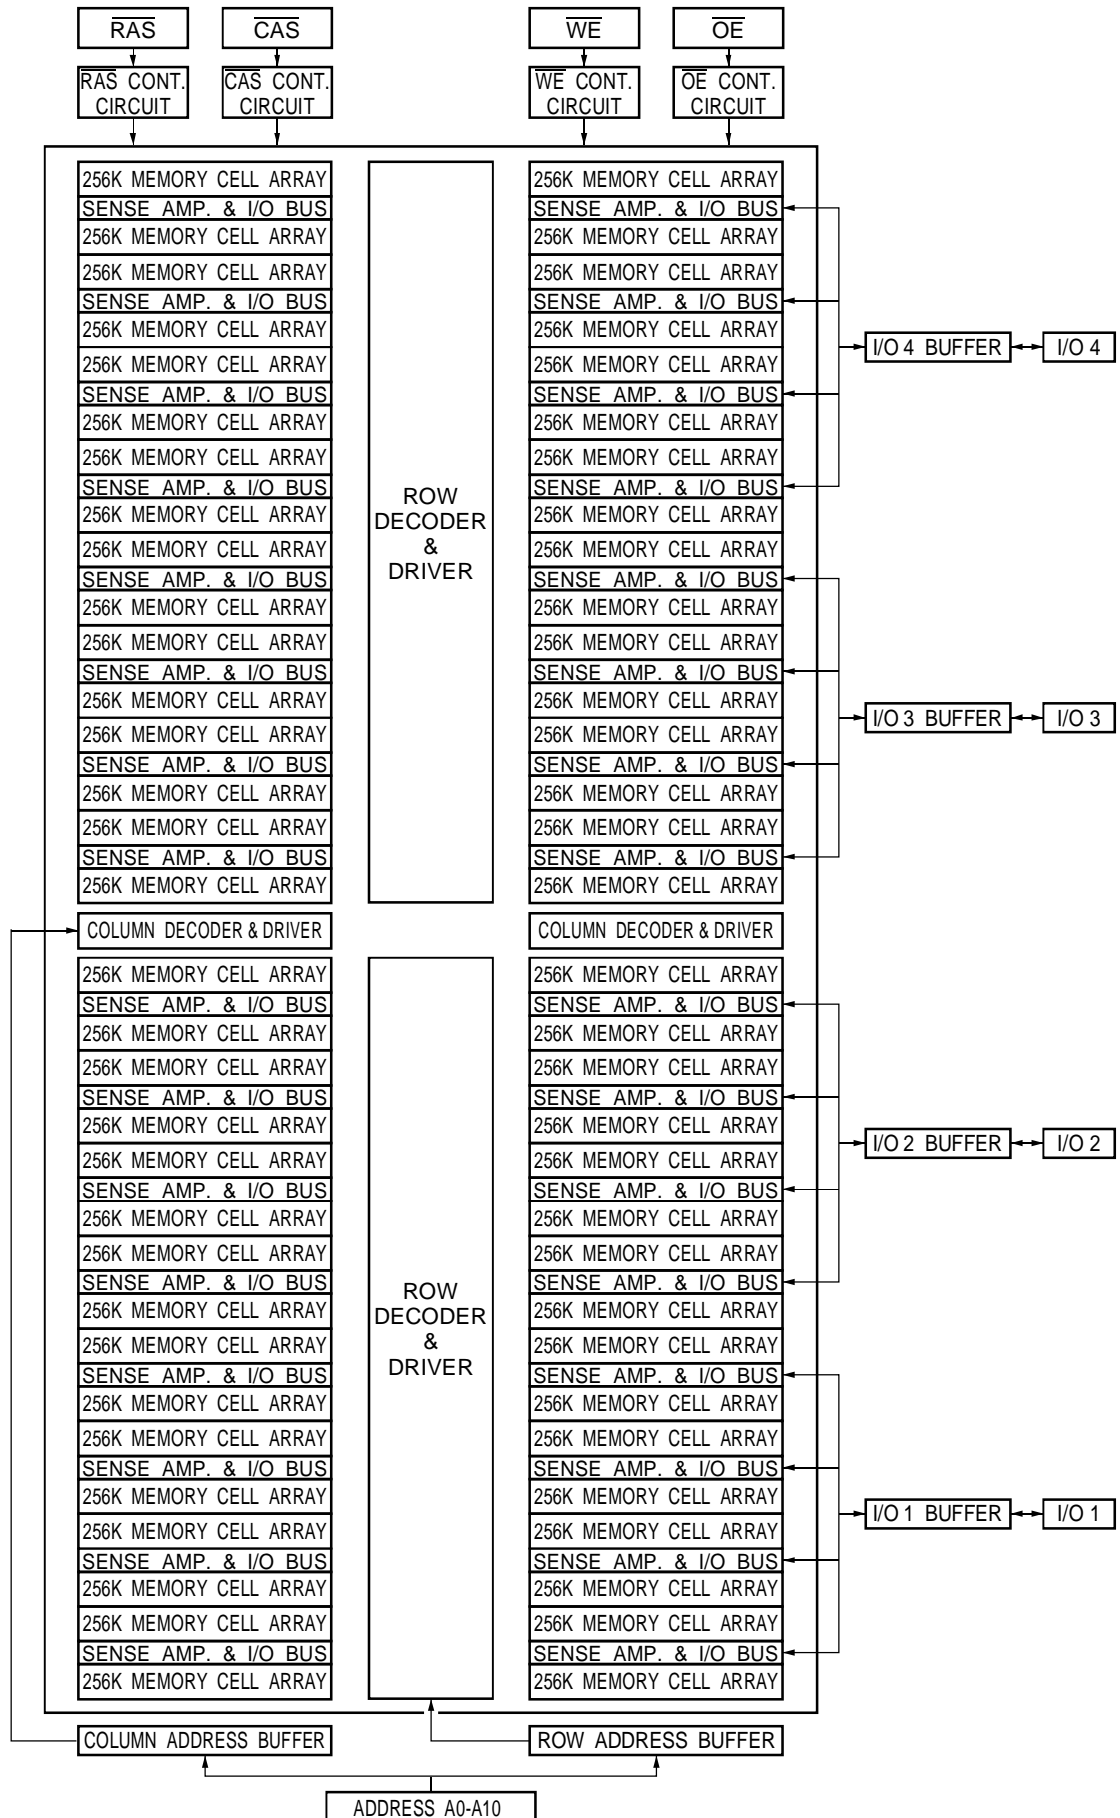 R̅A̅S̅ C̅A̅S̅ W̅E̅ O̅E̅
R̅A̅S̅ CONT. C̅A̅S̅ CONT. W̅E̅ CONT. O̅E̅ CONT.
CIRCUIT CIRCUIT CIRCUIT CIRCUIT
256K MEMORY CELL ARRAY 256K MEMORY CELL ARRAY
SENSE AMP. & I/O BUS SENSE AMP. & I/O BUS
256K MEMORY CELL ARRAY 256K MEMORY CELL ARRAY
256K MEMORY CELL ARRAY 256K MEMORY CELL ARRAY
SENSE AMP. & I/O BUS SENSE AMP. & I/O BUS
256K MEMORY CELL ARRAY 256K MEMORY CELL ARRAY
I/O 4 BUFFER I/O 4
256K MEMORY CELL ARRAY 256K MEMORY CELL ARRAY
SENSE AMP. & I/O BUS SENSE AMP. & I/O BUS
256K MEMORY CELL ARRAY 256K MEMORY CELL ARRAY
256K MEMORY CELL ARRAY 256K MEMORY CELL ARRAY
SENSE AMP. & I/O BUS SENSE AMP. & I/O BUS
ROW
256K MEMORY CELL ARRAY 256K MEMORY CELL ARRAY
DECODER
&
256K MEMORY CELL ARRAY 256K MEMORY CELL ARRAY
DRIVER
SENSE AMP. & I/O BUS SENSE AMP. & I/O BUS
256K MEMORY CELL ARRAY 256K MEMORY CELL ARRAY
256K MEMORY CELL ARRAY 256K MEMORY CELL ARRAY
SENSE AMP. & I/O BUS SENSE AMP. & I/O BUS
256K MEMORY CELL ARRAY 256K MEMORY CELL ARRAY
I/O 3 BUFFER I/O 3
256K MEMORY CELL ARRAY 256K MEMORY CELL ARRAY
SENSE AMP. & I/O BUS SENSE AMP. & I/O BUS
256K MEMORY CELL ARRAY 256K MEMORY CELL ARRAY
256K MEMORY CELL ARRAY 256K MEMORY CELL ARRAY
SENSE AMP. & I/O BUS SENSE AMP. & I/O BUS
256K MEMORY CELL ARRAY 256K MEMORY CELL ARRAY
COLUMN DECODER & DRIVER COLUMN DECODER & DRIVER
256K MEMORY CELL ARRAY 256K MEMORY CELL ARRAY
SENSE AMP. & I/O BUS SENSE AMP. & I/O BUS
256K MEMORY CELL ARRAY 256K MEMORY CELL ARRAY
256K MEMORY CELL ARRAY 256K MEMORY CELL ARRAY
SENSE AMP. & I/O BUS SENSE AMP. & I/O BUS
256K MEMORY CELL ARRAY 256K MEMORY CELL ARRAY
I/O 2 BUFFER I/O 2
256K MEMORY CELL ARRAY 256K MEMORY CELL ARRAY
SENSE AMP. & I/O BUS SENSE AMP. & I/O BUS
256K MEMORY CELL ARRAY 256K MEMORY CELL ARRAY
256K MEMORY CELL ARRAY 256K MEMORY CELL ARRAY
SENSE AMP. & I/O BUS SENSE AMP. & I/O BUS
ROW
256K MEMORY CELL ARRAY 256K MEMORY CELL ARRAY
DECODER
&
256K MEMORY CELL ARRAY 256K MEMORY CELL ARRAY
DRIVER
SENSE AMP. & I/O BUS SENSE AMP. & I/O BUS
256K MEMORY CELL ARRAY 256K MEMORY CELL ARRAY
256K MEMORY CELL ARRAY 256K MEMORY CELL ARRAY
SENSE AMP. & I/O BUS SENSE AMP. & I/O BUS
256K MEMORY CELL ARRAY 256K MEMORY CELL ARRAY
I/O 1 BUFFER I/O 1
256K MEMORY CELL ARRAY 256K MEMORY CELL ARRAY
SENSE AMP. & I/O BUS SENSE AMP. & I/O BUS
256K MEMORY CELL ARRAY 256K MEMORY CELL ARRAY
256K MEMORY CELL ARRAY 256K MEMORY CELL ARRAY
SENSE AMP. & I/O BUS SENSE AMP. & I/O BUS
256K MEMORY CELL ARRAY 256K MEMORY CELL ARRAY
COLUMN ADDRESS BUFFER ROW ADDRESS BUFFER
ADDRESS A0-A10